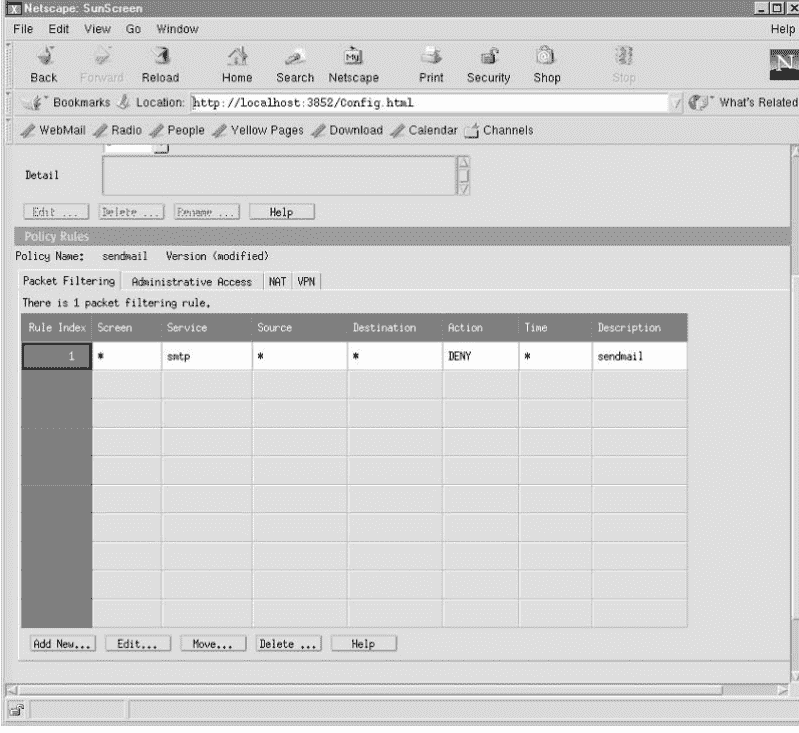 Netscape: SunScreen
File Edit View Go Window Help
Back Forward Reload Home Search Netscape Print Security Shop Stop
My
N
Bookmarks Location: http://localhost:3852/Config.html What's Related
WebMail Radio People Yellow Pages Download Calendar Channels
Detail
Edit ... Delete ... Rename ... Help
Policy Rules
Policy Name: sendmail Version (modified)
Packet Filtering Administrative Access NAT VPN
There is 1 packet filtering rule.
Rule Index Screen Service Source Destination Action Time Description
1 * smtp * * DENY * sendmail
Add New... Edit... Move... Delete ... Help